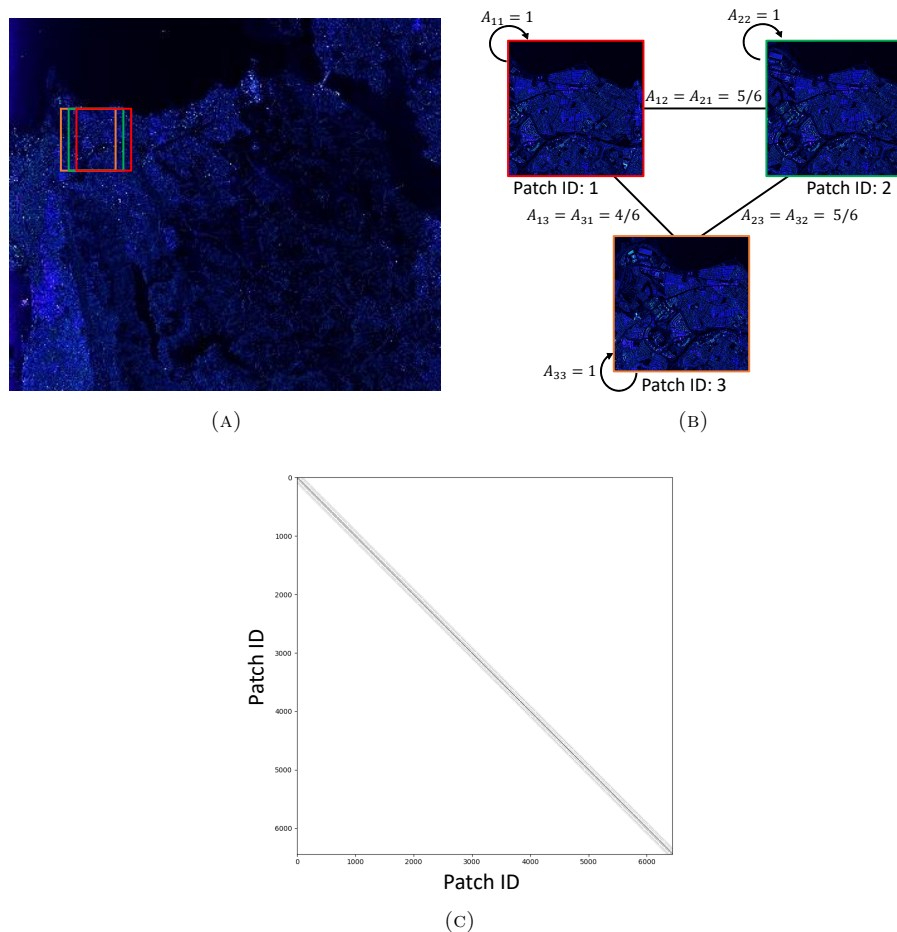 A₁₁ = 1
A₂₂ = 1
A₁₂ = A₂₁ = 5/6
Patch ID: 1
Patch ID: 2
A₁₃ = A₃₁ = 4/6
A₂₃ = A₃₂ = 5/6
A₃₃ = 1
Patch ID: 3
(A)
(B)
0
1000
2000
3000
4000
5000
6000
Patch ID
0 1000 2000 3000 4000 5000 6000
Patch ID
(C)